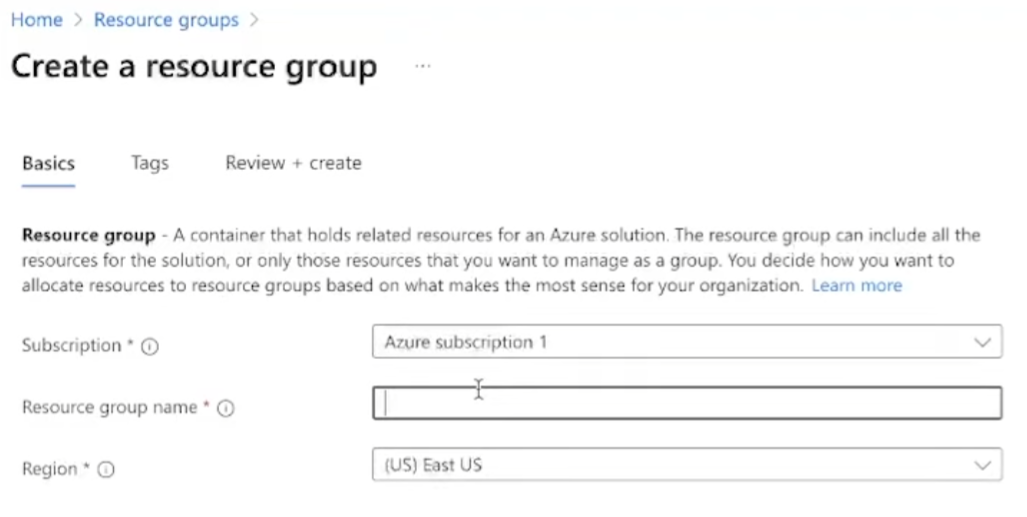 Home > Resource groups >
Create a resource group ...
Basics Tags Review + create
Resource group - A container that holds related resources for an Azure solution. The resource group can include all the
resources for the solution, or only those resources that you want to manage as a group. You decide how you want to
allocate resources to resource groups based on what makes the most sense for your organization. Learn more
Subscription * Azure subscription 1
Resource group name *
Region * (US) East US